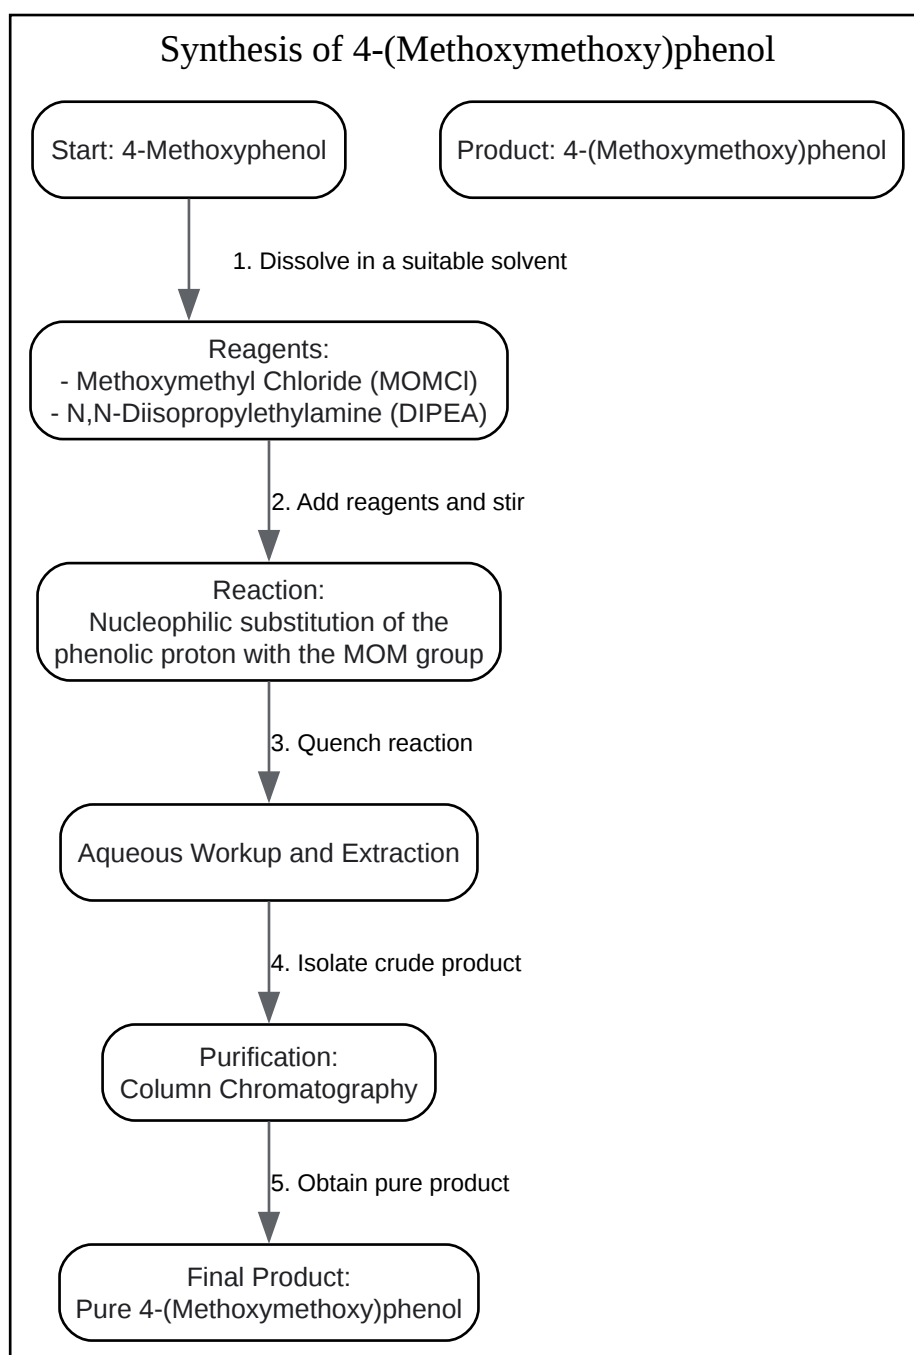 Synthesis of 4-(Methoxymethoxy)phenol
Start: 4-Methoxyphenol
Product: 4-(Methoxymethoxy)phenol
1. Dissolve in a suitable solvent
Reagents:
- Methoxymethyl Chloride (MOMCl)
- N,N-Diisopropylethylamine (DIPEA)
2. Add reagents and stir
Reaction:
Nucleophilic substitution of the
phenolic proton with the MOM group
3. Quench reaction
Aqueous Workup and Extraction
4. Isolate crude product
Purification:
Column Chromatography
5. Obtain pure product
Final Product:
Pure 4-(Methoxymethoxy)phenol